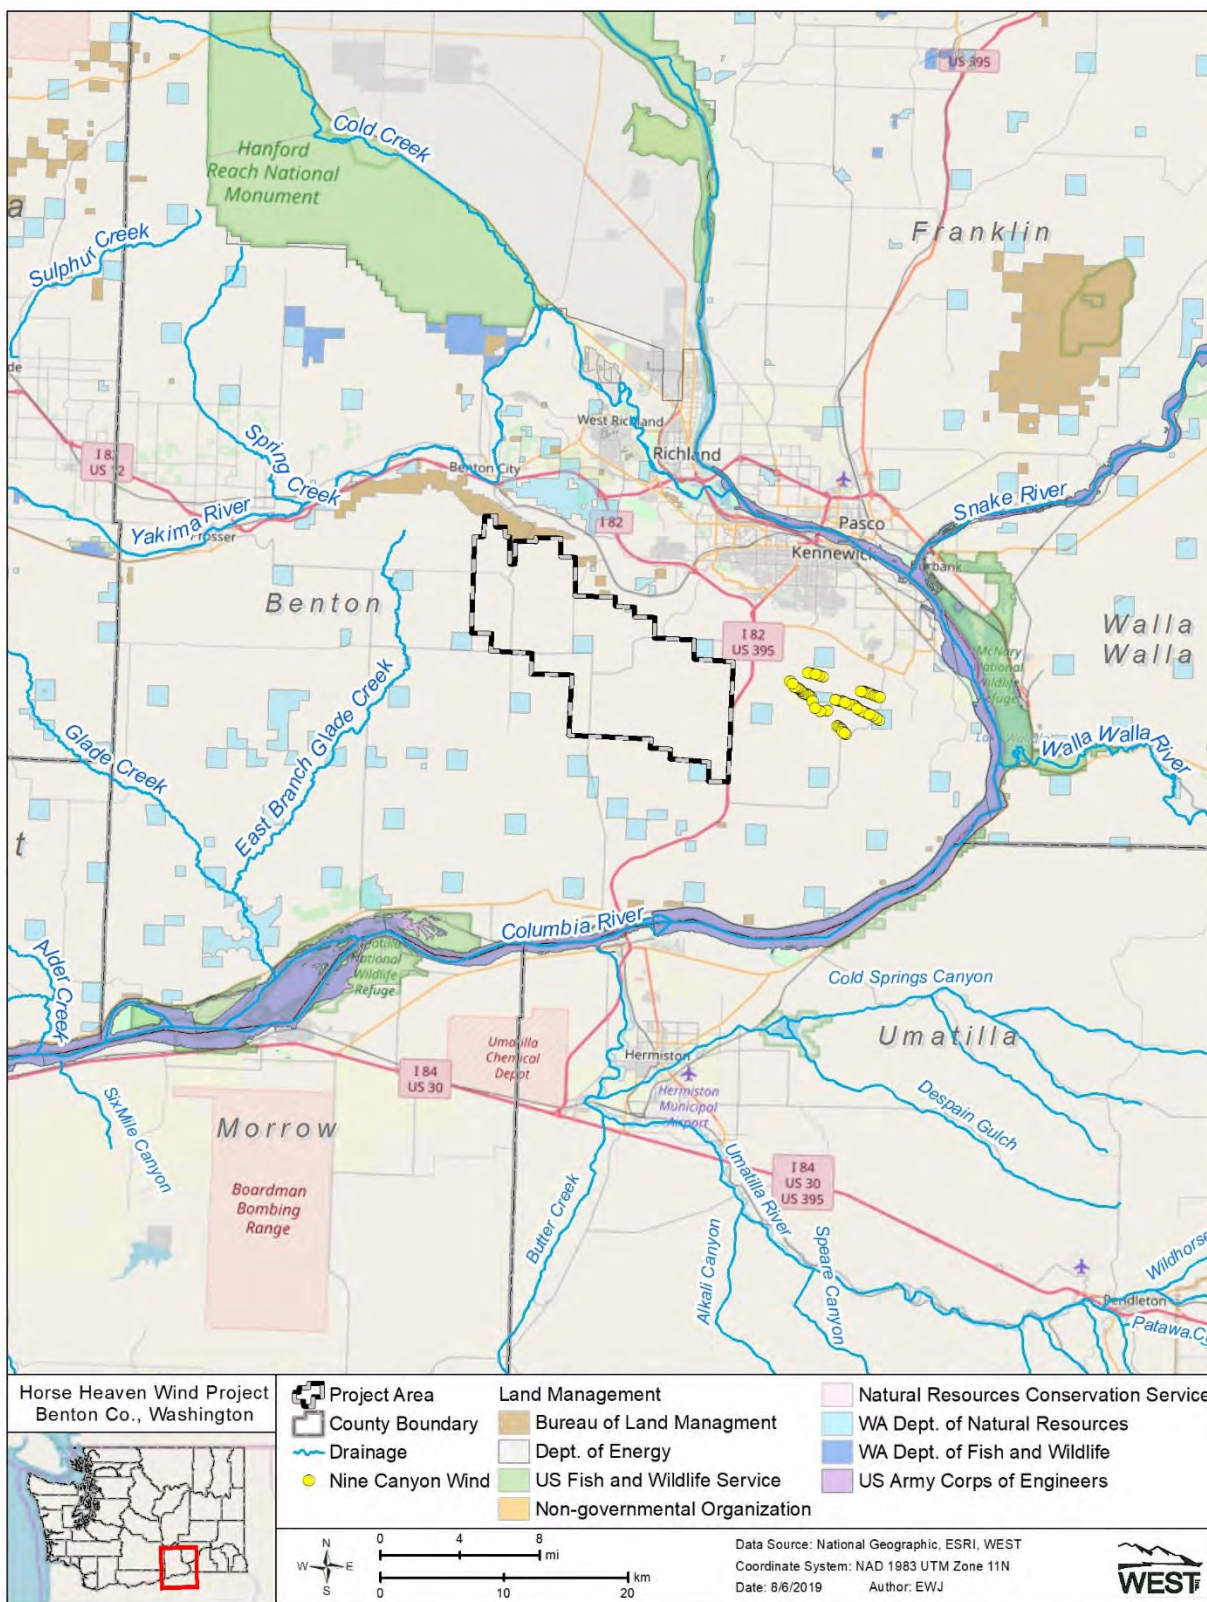 US 395
Cold Creek
Hanford
Reach National
Monument
a
Franklin
Sulphur Creek
de
West Richland
Richland
I 82
Spring Creek
Benton City
Snake River
Yakima River
Prosser
I 82
Pasco
Kennewick
Burbank
Benton
I 82
US 395
Walla
Walla
McNary
National
Wildlife
Refuge
Glade Creek
East Branch Glade Creek
Walla Walla River
t
Columbia River
Alder Creek
National
Wildlife
Refuge
Cold Springs Canyon
Umatilla
Umatilla
Chemical
Depot
Hermiston
I 84
US 30
Hermiston
Municipal
Airport
Despain Gulch
SixMile Canyon
Morrow
Boardman
Bombing
Range
Butter Creek
Umatilla River
I 84
US 30
US 395
Alkali Canyon
Speare Canyon
Wildhorse
Pendleton
Patawa
Horse Heaven Wind Project
Benton Co., Washington
Project Area
County Boundary
Drainage
Nine Canyon Wind
Land Management
Bureau of Land Managment
Dept. of Energy
US Fish and Wildlife Service
Non-governmental Organization
Natural Resources Conservation Service
WA Dept. of Natural Resources
WA Dept. of Fish and Wildlife
US Army Corps of Engineers
N
W E
S
0 4 8
mi
0 10 20
km
Data Source: National Geographic, ESRI, WEST
Coordinate System: NAD 1983 UTM Zone 11N
Date: 8/6/2019 Author: EWJ
WEST Inc.